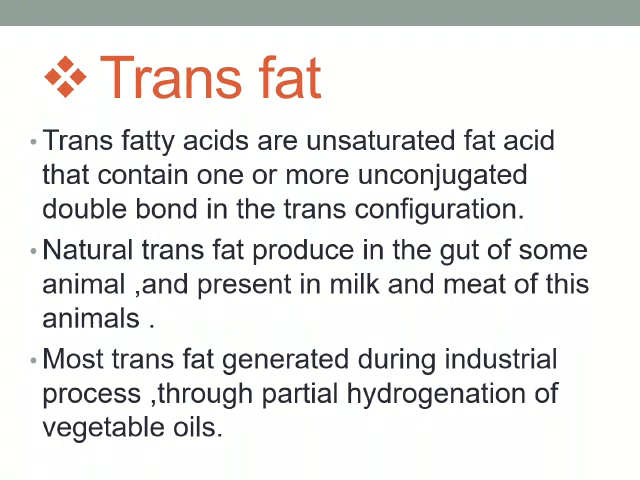 ❖ Trans fat
• Trans fatty acids are unsaturated fat acid
that contain one or more unconjugated
double bond in the trans configuration.
• Natural trans fat produce in the gut of some
animal ,and present in milk and meat of this
animals .
• Most trans fat generated during industrial
process ,through partial hydrogenation of
vegetable oils.